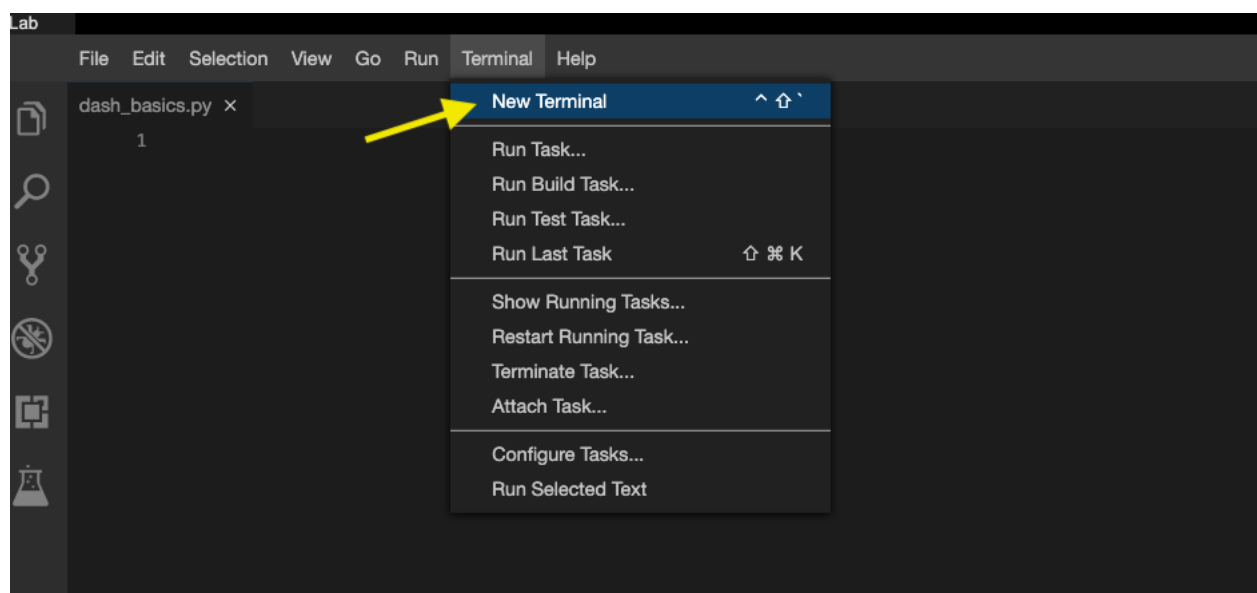 Lab
File Edit Selection View Go Run Terminal Help
dash_basics.py ×
1
New Terminal ^ ⇧ `
Run Task...
Run Build Task...
Run Test Task...
Run Last Task ⇧ ⌘ K
Show Running Tasks...
Restart Running Task...
Terminate Task...
Attach Task...
Configure Tasks...
Run Selected Text